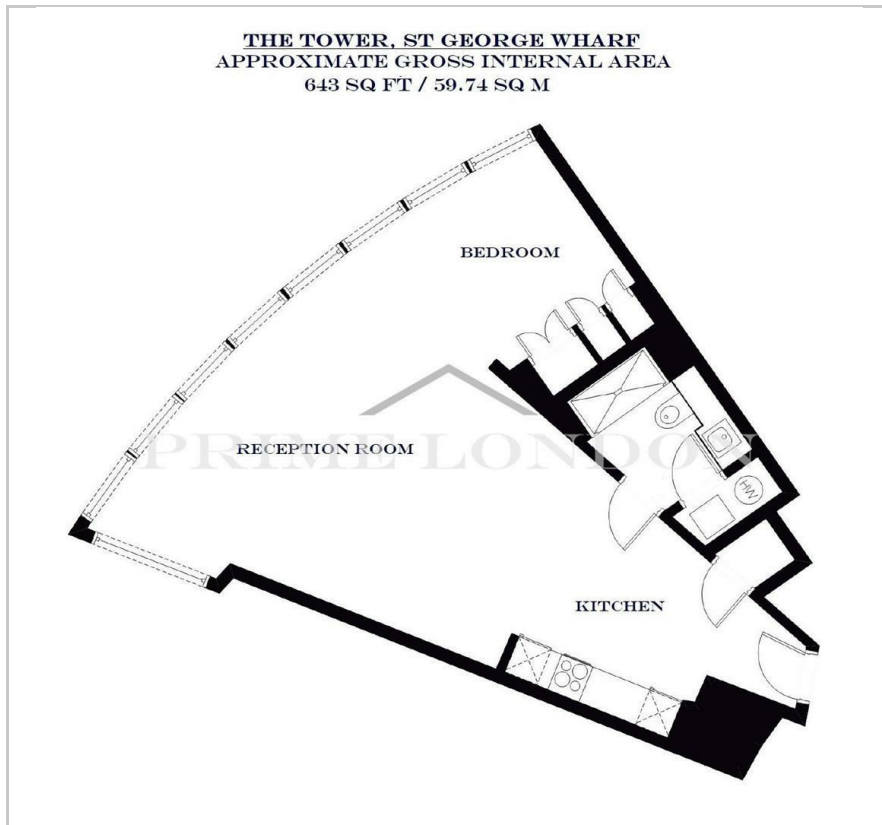 THE TOWER, ST GEORGE WHARF
APPROXIMATE GROSS INTERNAL AREA
643 SQ FT / 59.74 SQ M
BEDROOM
RECEPTION ROOM
PRIME LONDON
HW
KITCHEN